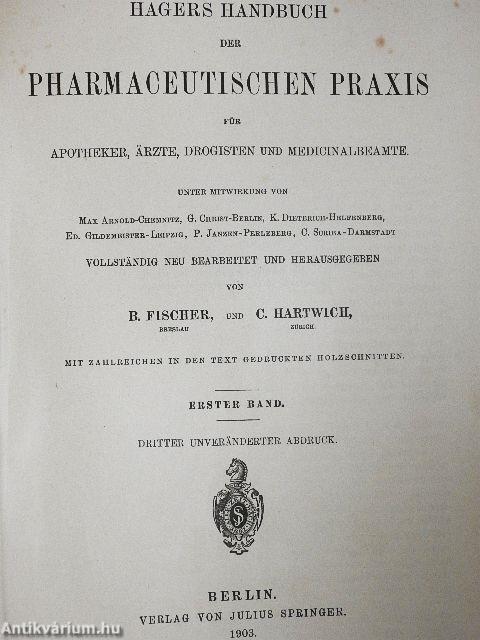 HAGERS HANDBUCH
DER
PHARMACEUTISCHEN PRAXIS
FÜR
APOTHEKER, ÄRZTE, DROGISTEN UND MEDICINALBEAMTE.
UNTER MITWIRKUNG VON
MAX ARNOLD-CHEMNITZ, G. CHRIST-BERLIN, K. DIETERICH-HELFENBERG,
ED. GILDEMEISTER-LEIPZIG, P. JANZEN-PERLEBERG, C. SCRIBA-DARMSTADT
VOLLSTÄNDIG NEU BEARBEITET UND HERAUSGEGEBEN
VON
B. FISCHER, UND C. HARTWICH,
BRESLAU ZÜRICH.
MIT ZAHLREICHEN IN DEN TEXT GEDRUCKTEN HOLZSCHNITTEN.
ERSTER BAND.
DRITTER UNVERÄNDERTER ABDRUCK.
BERLIN.
VERLAG VON JULIUS SPRINGER.
1903.
Antikvárium.hu